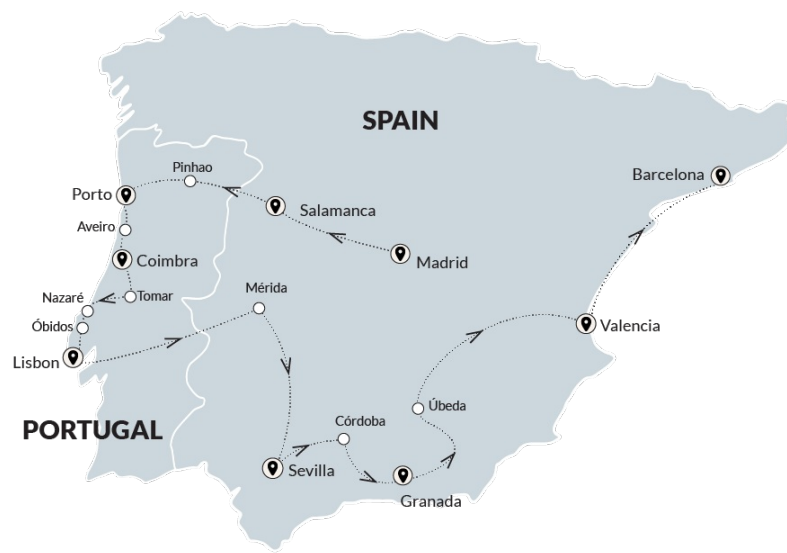 SPAIN
Pinhao
Barcelona
Porto
Salamanca
Aveiro
Coimbra
Madrid
Mérida
Nazaré
Tomar
Óbidos
Valencia
Lisbon
Úbeda
Córdoba
PORTUGAL
Sevilla
Granada